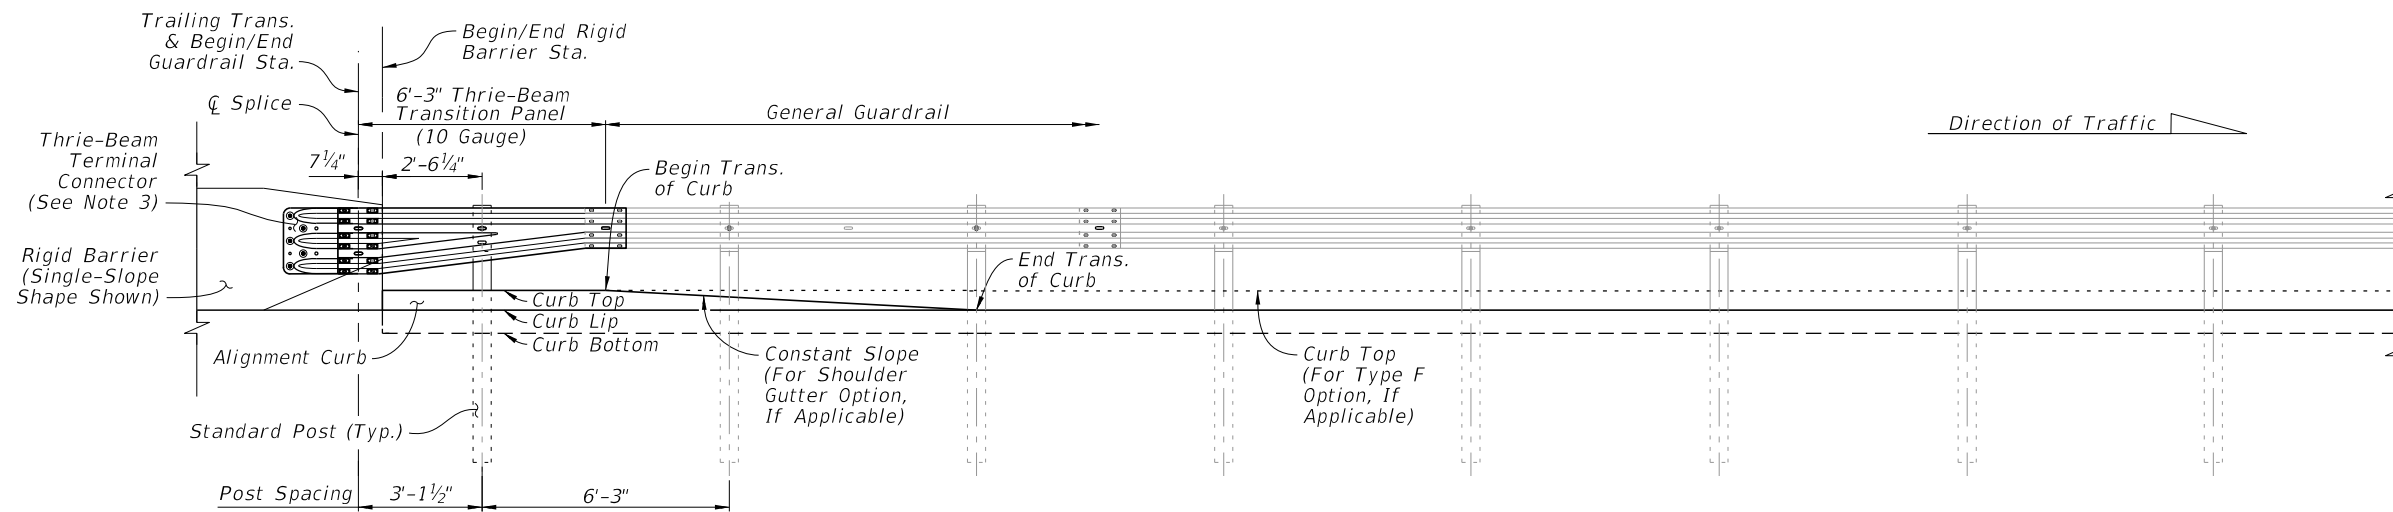 Trailing Trans.
& Begin/End
Guardrail Sta.
Begin/End Rigid
Barrier Sta.
℄ Splice
6'-3" Thrie-Beam
Transition Panel
(10 Gauge)
General Guardrail
Direction of Traffic
Thrie-Beam
Terminal
Connector
(See Note 3)
7¼"
2'-6¼"
Begin Trans.
of Curb
Rigid Barrier
(Single-Slope
Shape Shown)
End Trans.
of Curb
Curb Top
Curb Lip
Curb Bottom
Alignment Curb
Constant Slope
(For Shoulder
Gutter Option,
If Applicable)
Curb Top
(For Type F
Option, If
Applicable)
Standard Post (Typ.)
Post Spacing
3'-1½"
6'-3"